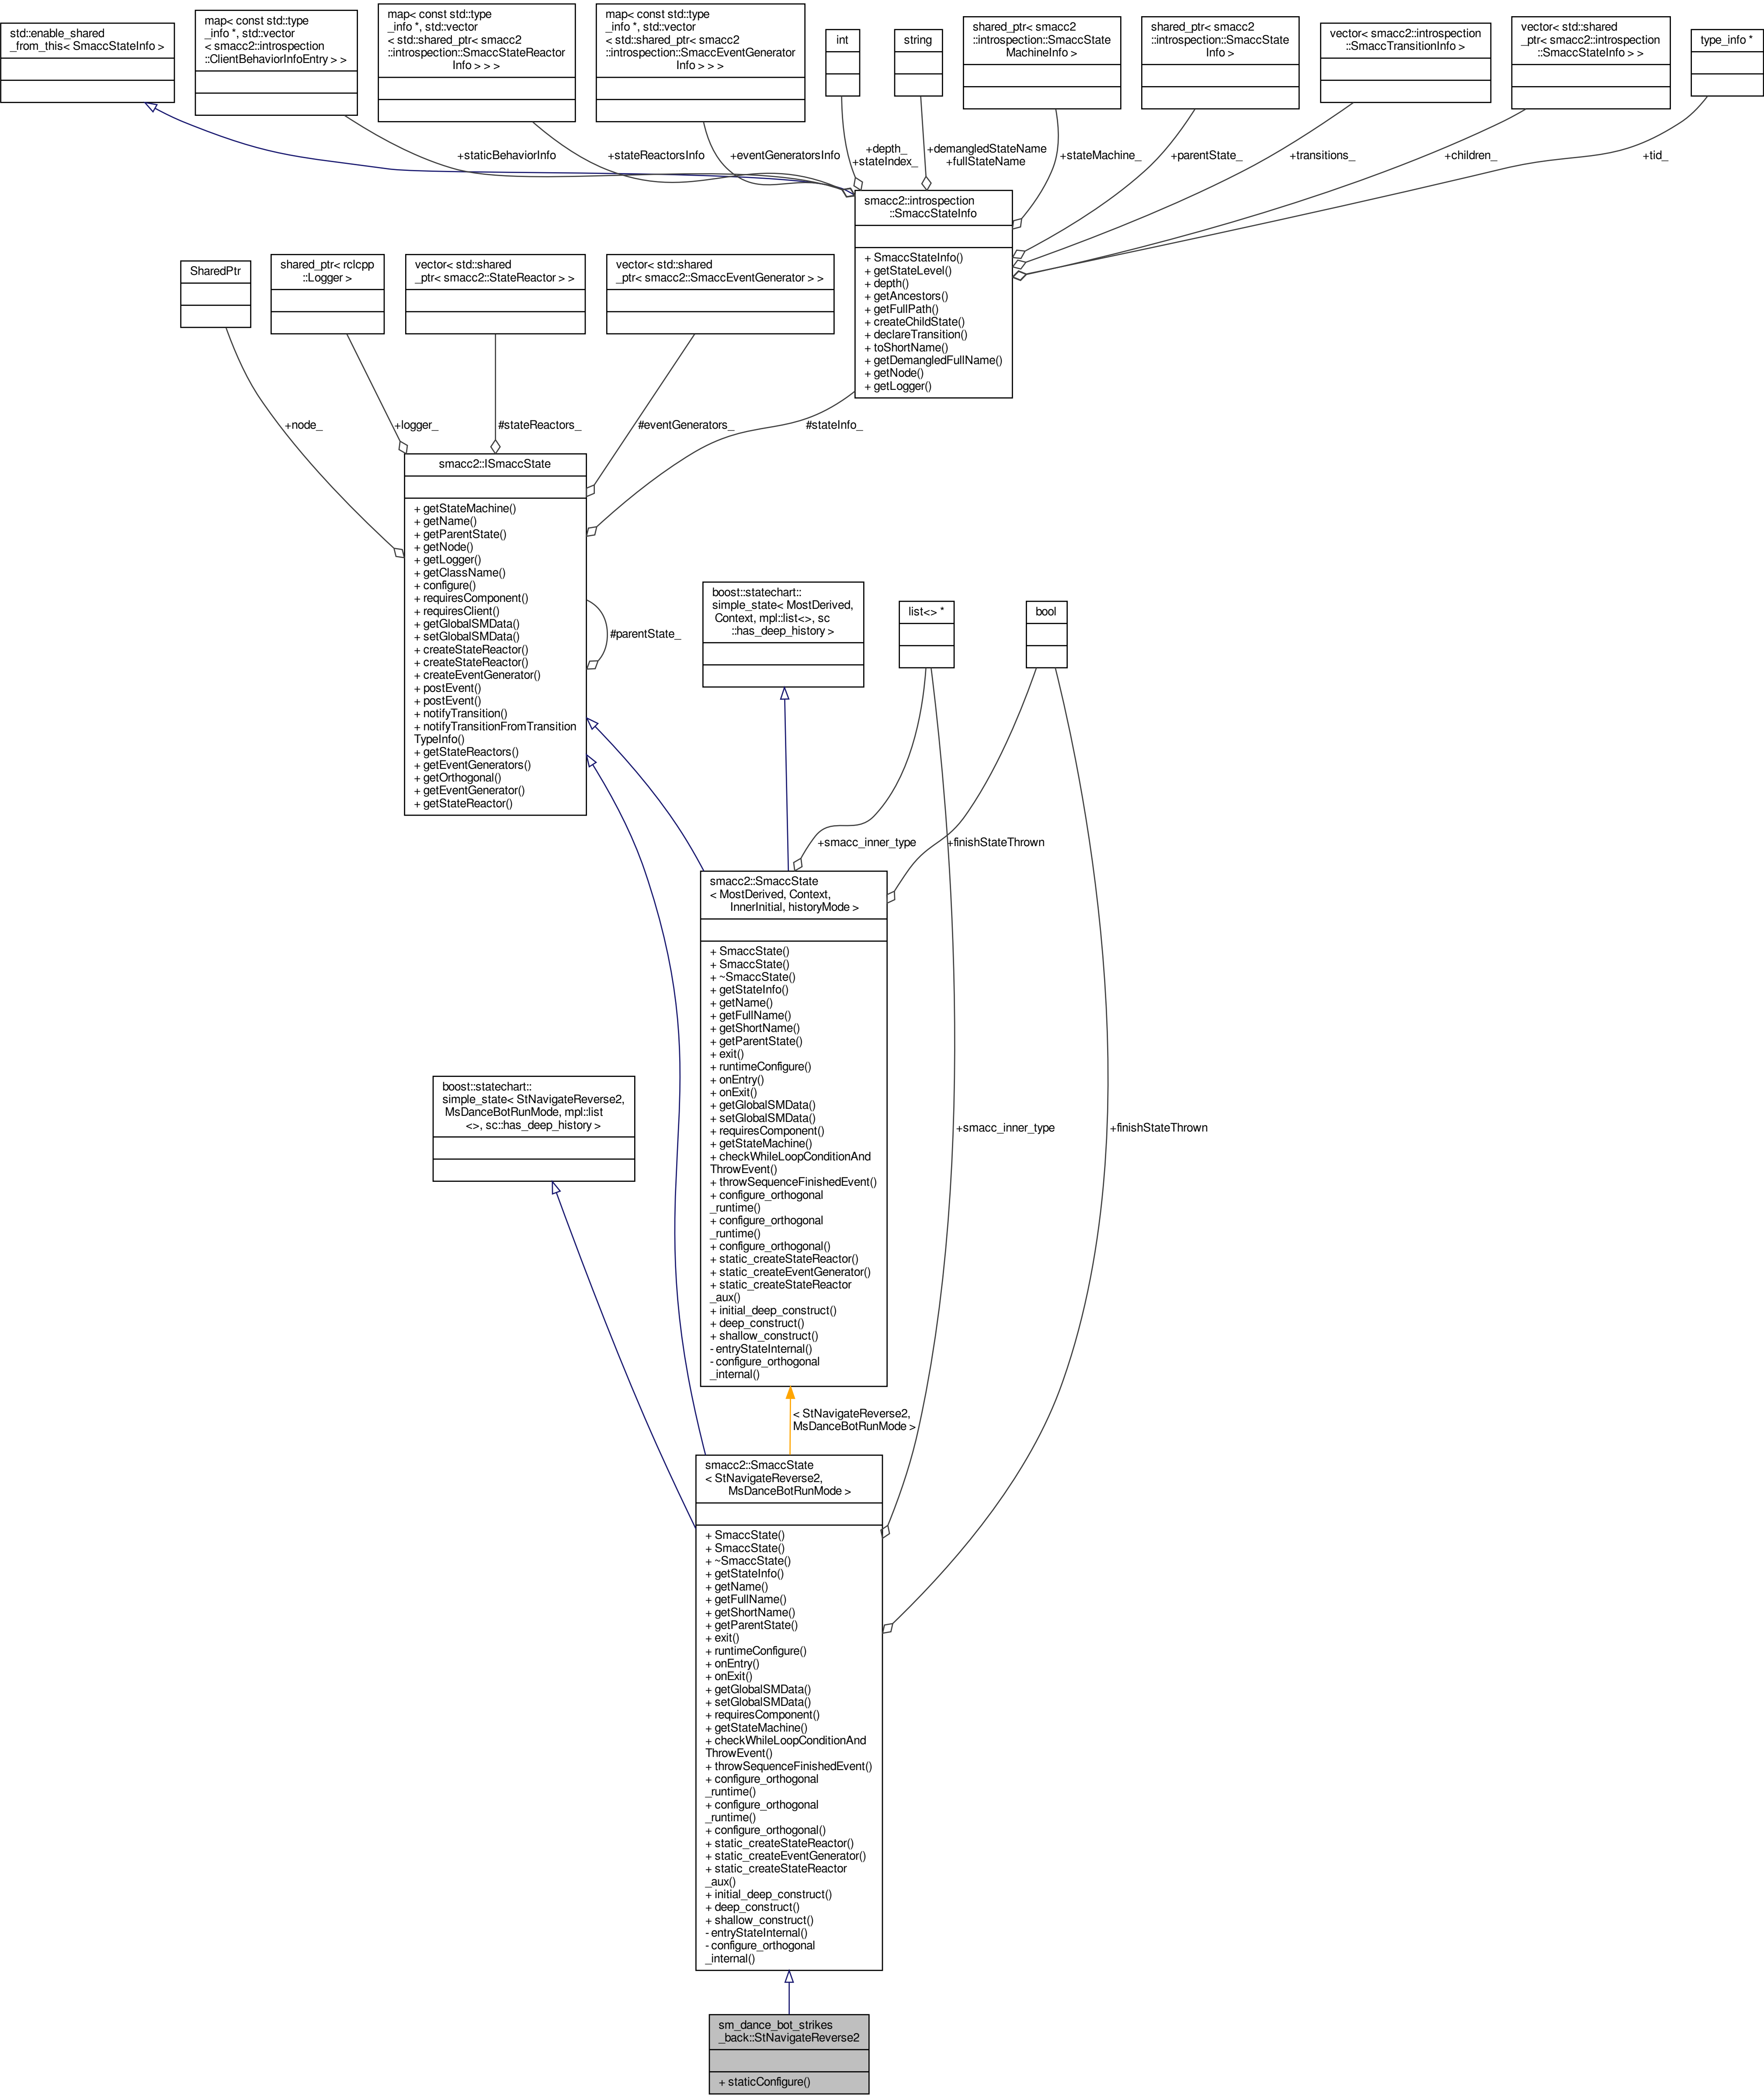 std::enable_shared
_from_this< SmaccStateInfo >
map< const std::type
_info *, std::vector
< smacc2::introspection
::ClientBehaviorInfoEntry > >
map< const std::type
_info *, std::vector
< std::shared_ptr< smacc2
::introspection::SmaccStateReactor
Info > > >
map< const std::type
_info *, std::vector
< std::shared_ptr< smacc2
::introspection::SmaccEventGenerator
Info > > >
int
string
shared_ptr< smacc2
::introspection::SmaccState
MachineInfo >
shared_ptr< smacc2
::introspection::SmaccState
Info >
vector< smacc2::introspection
::SmaccTransitionInfo >
vector< std::shared
_ptr< smacc2::introspection
::SmaccStateInfo > >
type_info *
+staticBehaviorInfo
+stateReactorsInfo
+eventGeneratorsInfo
+depth_
+stateIndex_
+demangledStateName
+fullStateName
+stateMachine_
+parentState_
+transitions_
+children_
+tid_
smacc2::introspection
::SmaccStateInfo
+ SmaccStateInfo()
+ getStateLevel()
+ depth()
+ getAncestors()
+ getFullPath()
+ createChildState()
+ declareTransition()
+ toShortName()
+ getDemangledFullName()
+ getNode()
+ getLogger()
SharedPtr
shared_ptr< rclcpp
::Logger >
vector< std::shared
_ptr< smacc2::StateReactor > >
vector< std::shared
_ptr< smacc2::SmaccEventGenerator > >
+node_
+logger_
#stateReactors_
#eventGenerators_
#stateInfo_
smacc2::ISmaccState
+ getStateMachine()
+ getName()
+ getParentState()
+ getNode()
+ getLogger()
+ getClassName()
+ configure()
+ requiresComponent()
+ requiresClient()
+ getGlobalSMData()
+ setGlobalSMData()
+ createStateReactor()
+ createStateReactor()
+ createEventGenerator()
+ postEvent()
+ postEvent()
+ notifyTransition()
+ notifyTransitionFromTransition
TypeInfo()
+ getStateReactors()
+ getEventGenerators()
+ getOrthogonal()
+ getEventGenerator()
+ getStateReactor()
#parentState_
boost::statechart::
simple_state< MostDerived,
Context, mpl::list<>, sc
::has_deep_history >
list<> *
bool
+smacc_inner_type
+finishStateThrown
smacc2::SmaccState
< MostDerived, Context,
InnerInitial, historyMode >
+ SmaccState()
+ SmaccState()
+ ~SmaccState()
+ getStateInfo()
+ getName()
+ getFullName()
+ getShortName()
+ getParentState()
+ exit()
+ runtimeConfigure()
+ onEntry()
+ onExit()
+ getGlobalSMData()
+ setGlobalSMData()
+ requiresComponent()
+ getStateMachine()
+ checkWhileLoopConditionAnd
ThrowEvent()
+ throwSequenceFinishedEvent()
+ configure_orthogonal
_runtime()
+ configure_orthogonal
_runtime()
+ configure_orthogonal()
+ static_createStateReactor()
+ static_createEventGenerator()
+ static_createStateReactor
_aux()
+ initial_deep_construct()
+ deep_construct()
+ shallow_construct()
- entryStateInternal()
- configure_orthogonal
_internal()
boost::statechart::
simple_state< StNavigateReverse2,
MsDanceBotRunMode, mpl::list
<>, sc::has_deep_history >
+smacc_inner_type
+finishStateThrown
< StNavigateReverse2,
MsDanceBotRunMode >
smacc2::SmaccState
< StNavigateReverse2,
MsDanceBotRunMode >
+ SmaccState()
+ SmaccState()
+ ~SmaccState()
+ getStateInfo()
+ getName()
+ getFullName()
+ getShortName()
+ getParentState()
+ exit()
+ runtimeConfigure()
+ onEntry()
+ onExit()
+ getGlobalSMData()
+ setGlobalSMData()
+ requiresComponent()
+ getStateMachine()
+ checkWhileLoopConditionAnd
ThrowEvent()
+ throwSequenceFinishedEvent()
+ configure_orthogonal
_runtime()
+ configure_orthogonal
_runtime()
+ configure_orthogonal()
+ static_createStateReactor()
+ static_createEventGenerator()
+ static_createStateReactor
_aux()
+ initial_deep_construct()
+ deep_construct()
+ shallow_construct()
- entryStateInternal()
- configure_orthogonal
_internal()
sm_dance_bot_strikes
_back::StNavigateReverse2
+ staticConfigure()